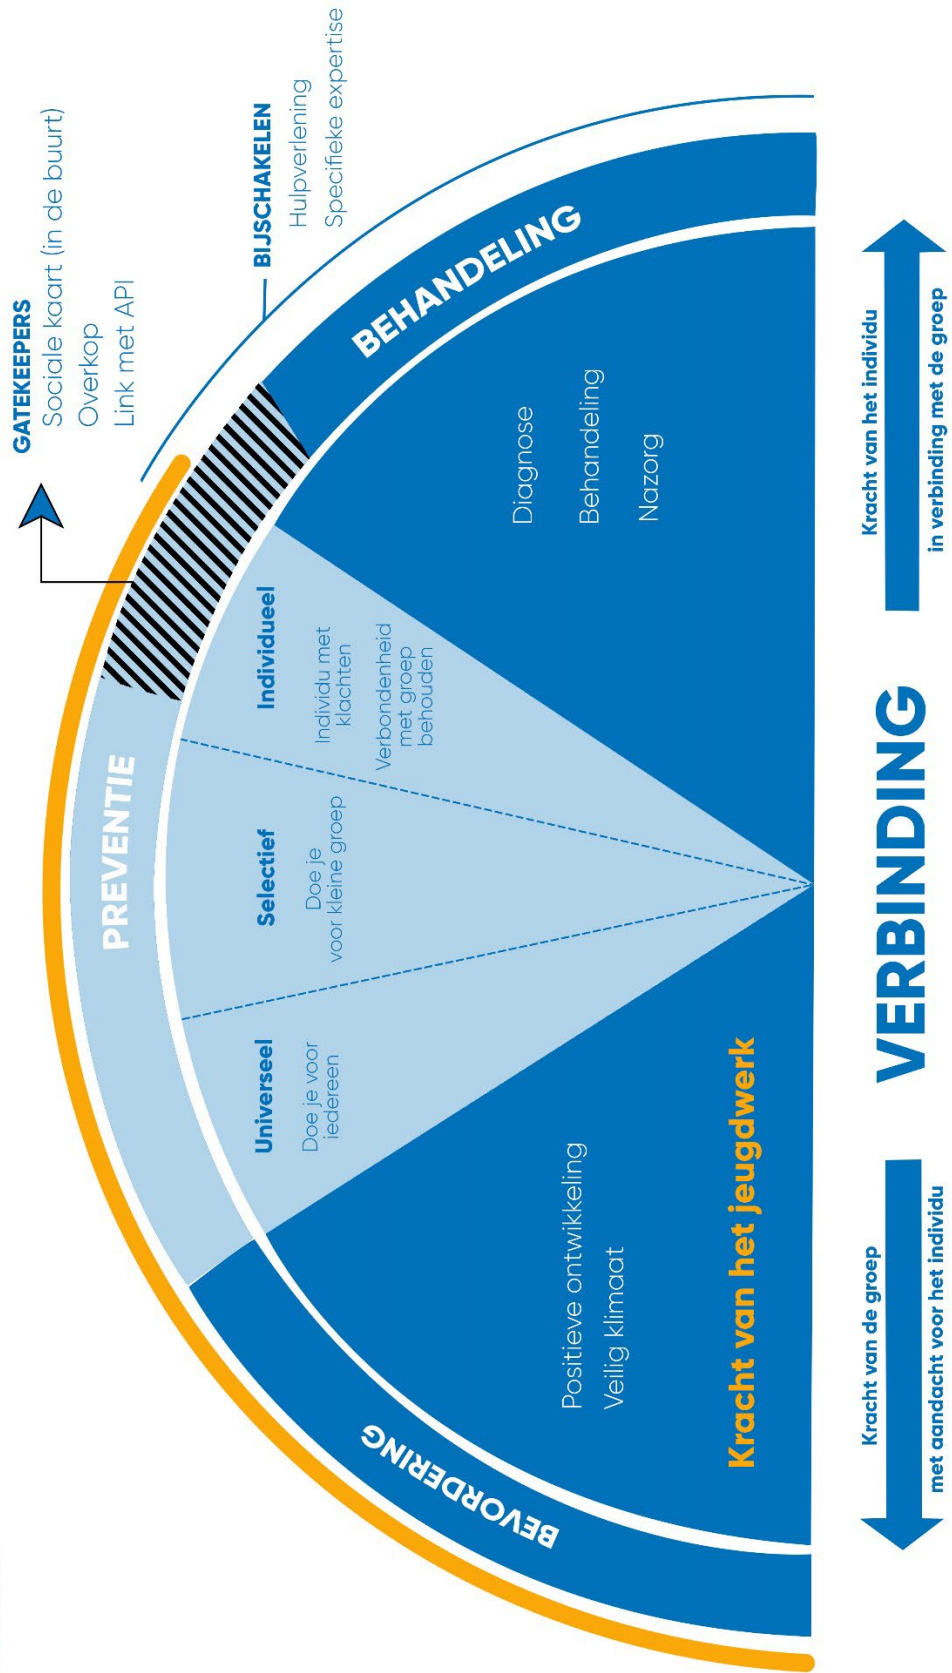 GATEKEEPERS
Sociale kaart (in de buurt)
Overkop
Link met API
BIJSCHAKELEN
Hulpverlening
Specifieke expertise
PREVENTIE
BEVORDERING
BEHANDELING
Universeel
Doe je voor
iedereen
Selectief
Doe je
voor kleine groep
Individueel
Individu met
klachten
Verbondenheid
met groep
behouden
Positieve ontwikkeling
Veilig klimaat
Kracht van het jeugdwerk
Diagnose
Behandeling
Nazorg
Kracht van de groep
met aandacht voor het individu
VERBINDING
Kracht van het individu
in verbinding met de groep